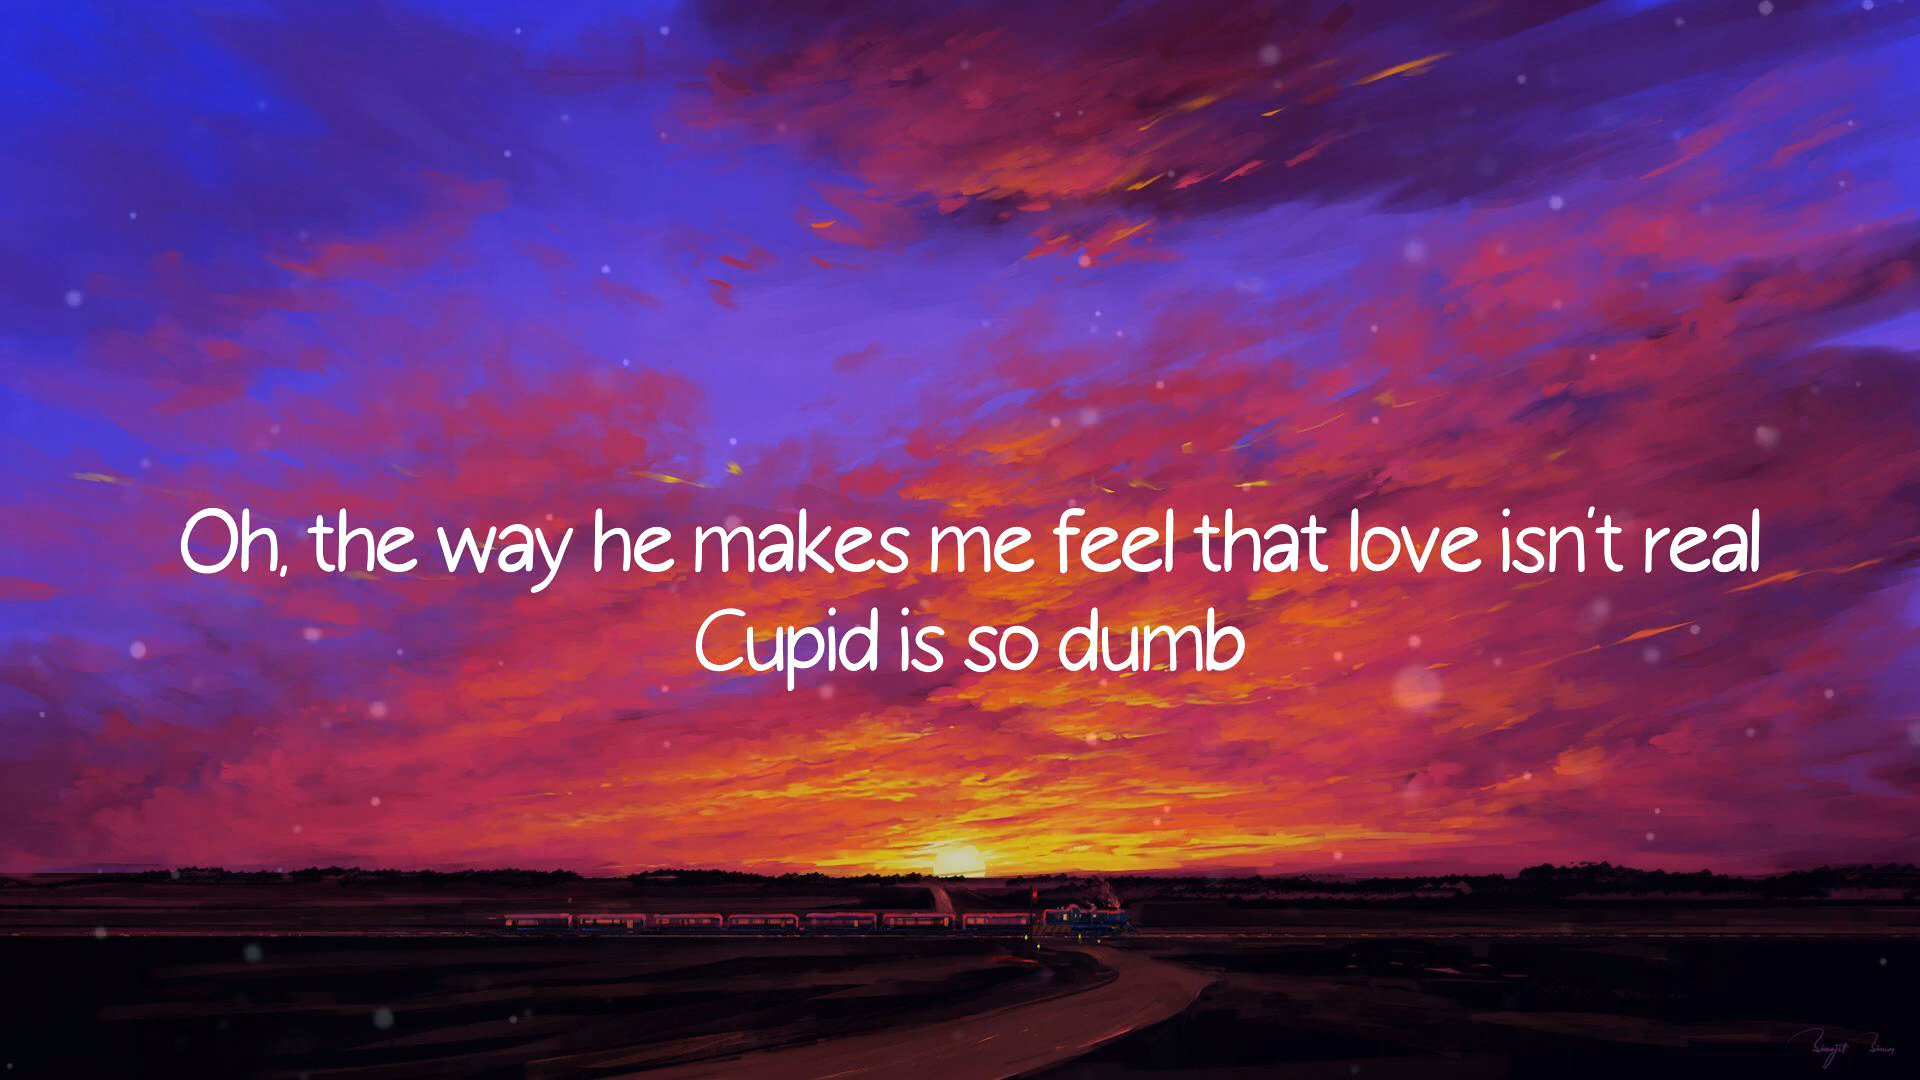 Oh, the way he makes me feel that love isn't real
Cupid is so dumb